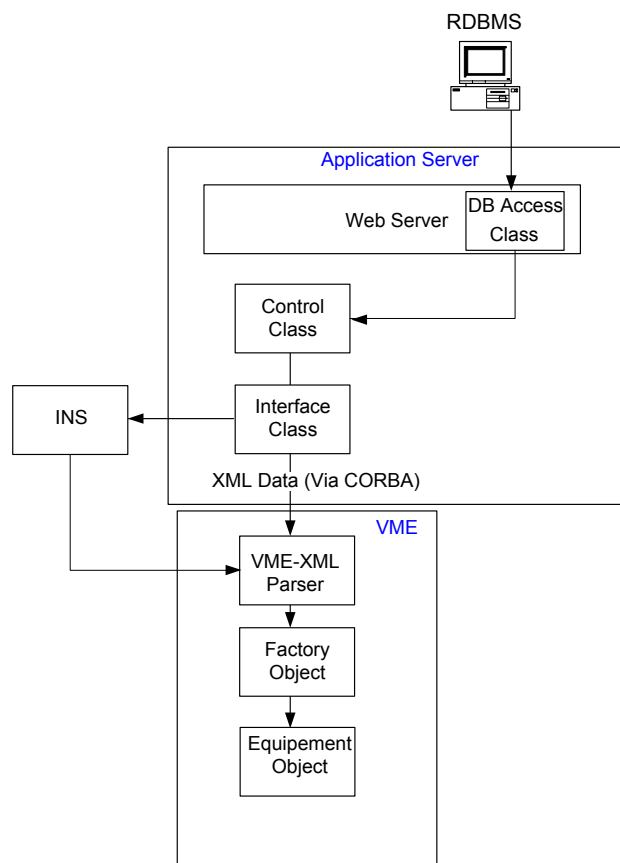 RDBMS
Application Server
Web Server
DB Access
Class
Control
Class
INS
Interface
Class
XML Data (Via CORBA)
VME
VME-XML
Parser
Factory
Object
Equipement
Object